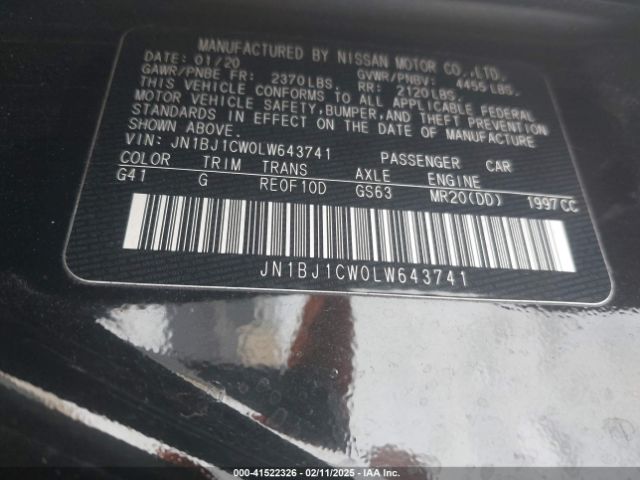 MANUFACTURED BY NISSAN MOTOR CO.,LTD.
DATE: 01/20 GVWR/PNBV: 4455 LBS.
GAWR/PNBE FR: 2370LBS. RR: 2120LBS.
THIS VEHICLE CONFORMS TO ALL APPLICABLE FEDERAL
MOTOR VEHICLE SAFETY,BUMPER,AND THEFT PREVENTION
STANDARDS IN EFFECT ON THE DATE OF MANUFACTURE
SHOWN ABOVE.
VIN: JN1BJ1CW0LW643741 PASSENGER CAR
COLOR TRIM TRANS AXLE ENGINE
G41 G RE0F10D GS63 MR20(DD) 1997CC
JN1BJ1CW0LW643741
000-41522326 - 02/11/2025 - IAA Inc.